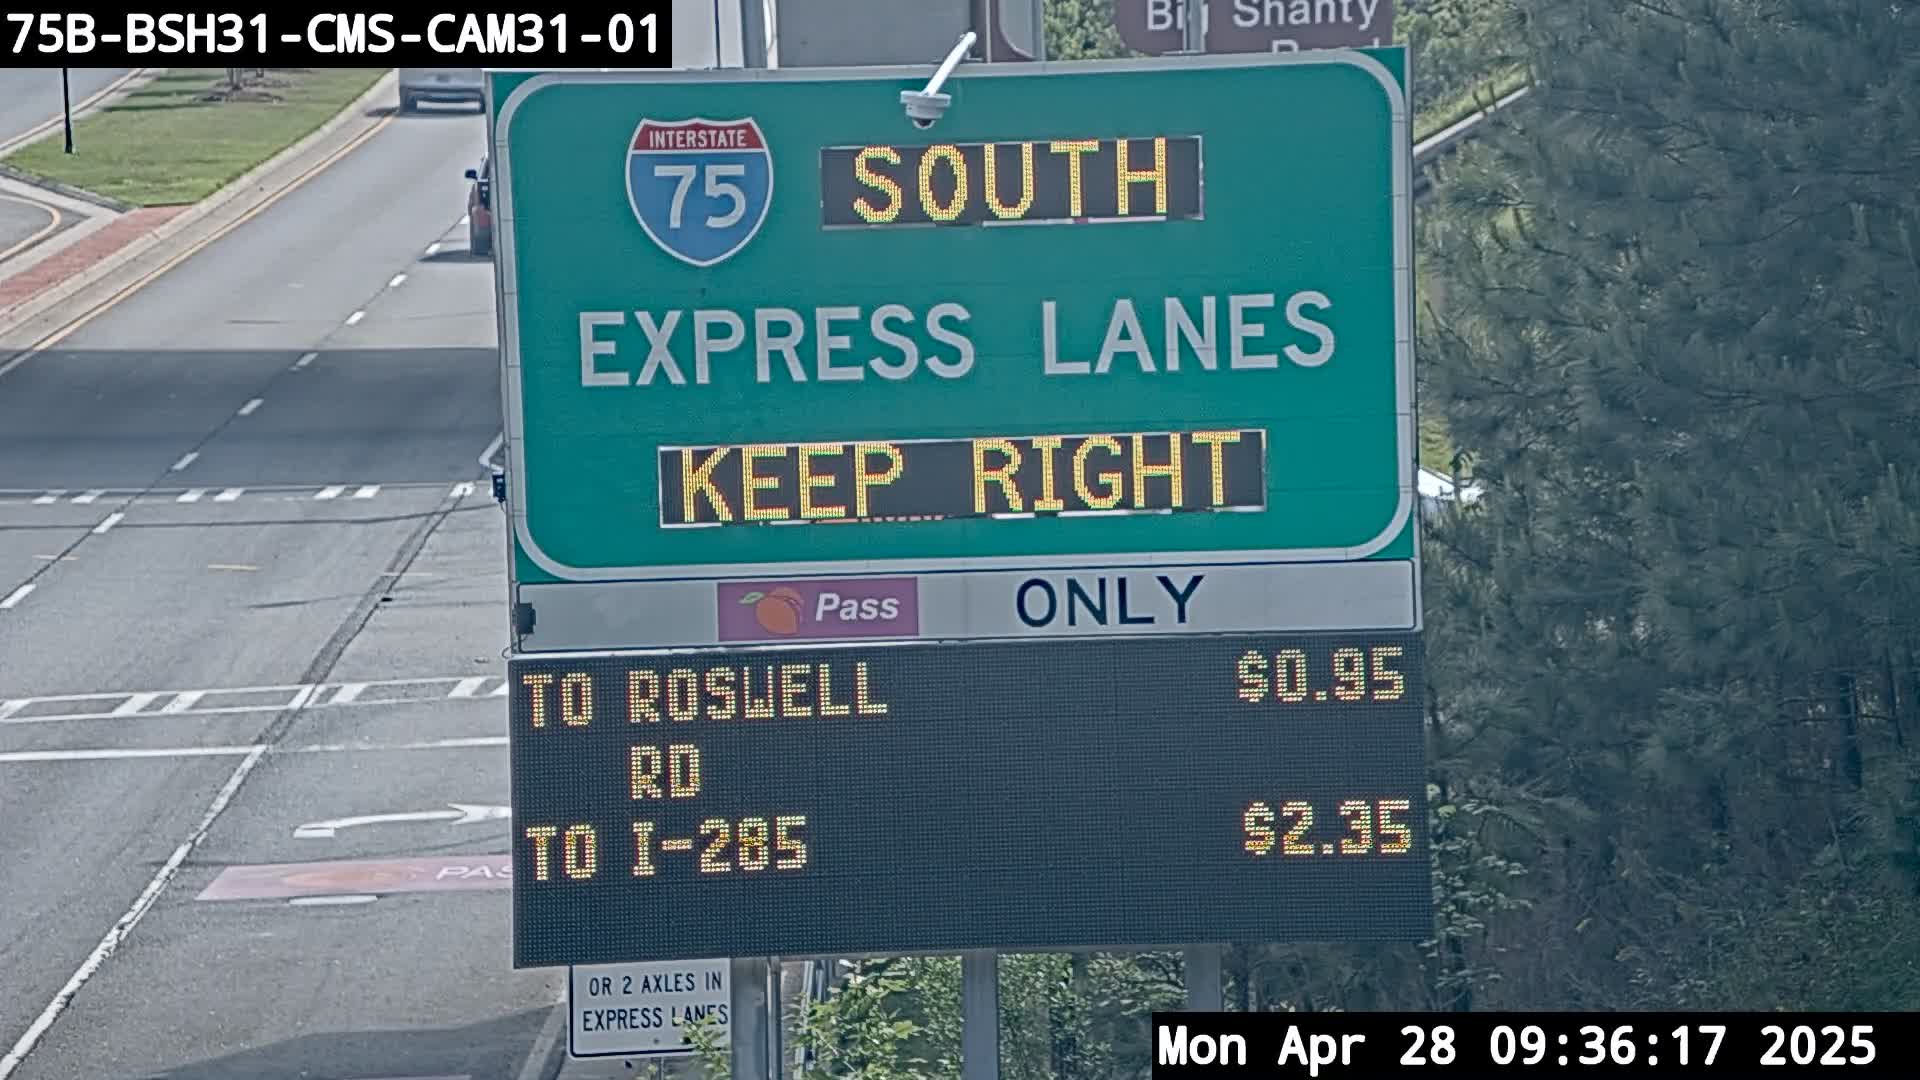 75B-BSH31-CMS-CAM31-01
Big Shanty
INTERSTATE
75
SOUTH
EXPRESS LANES
KEEP RIGHT
Pass ONLY
TO ROSWELL $0.95
RD
TO I-285 $2.35
OR 2 AXLES IN
EXPRESS LANES
Mon Apr 28 09:36:17 2025